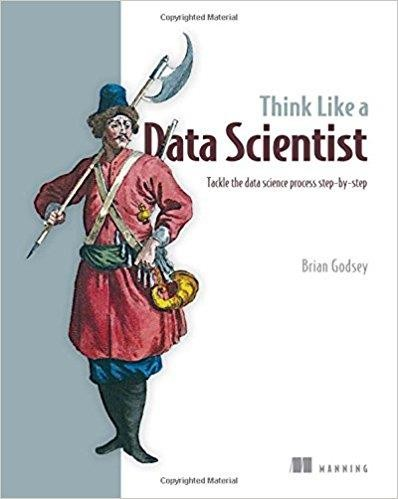 Copyrighted Material
Think Like a
Data Scientist
Tackle the data science process step-by-step
Brian Godsey
MANNING
Copyrighted Material